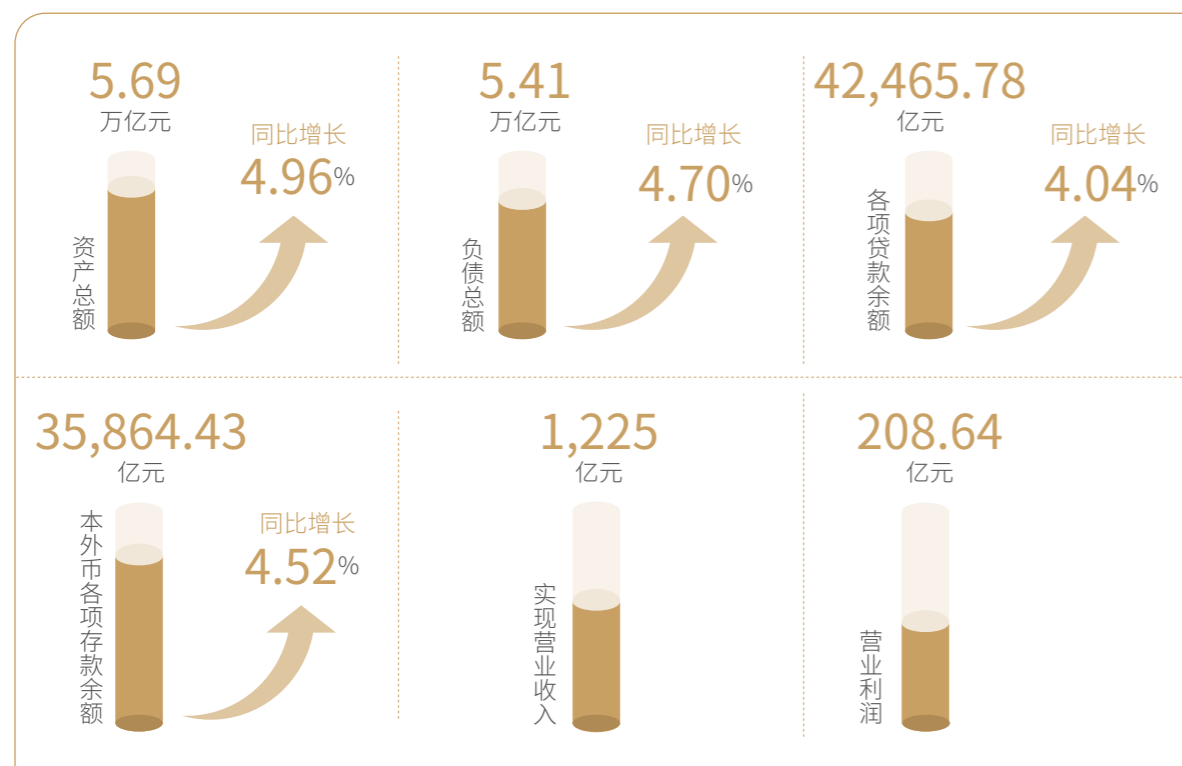 5.69
万亿元
同比增长
4.96%
资产总额
5.41
万亿元
同比增长
4.70%
负债总额
42,465.78
亿元
同比增长
4.04%
各项贷款余额
35,864.43
亿元
同比增长
4.52%
本外币各项存款余额
1,225
亿元
实现营业收入
208.64
亿元
营业利润